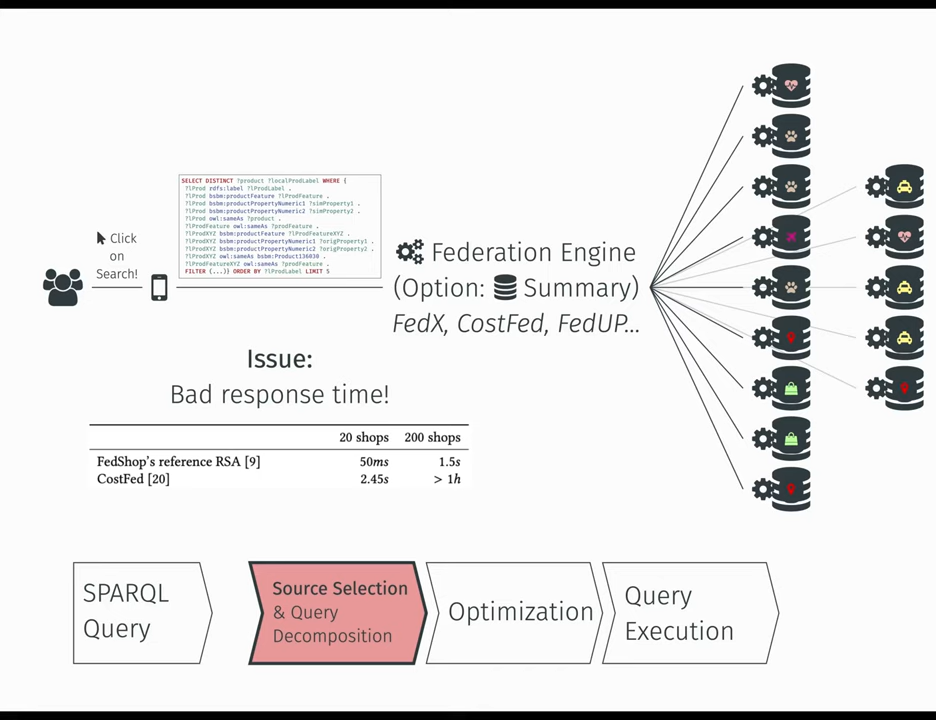 SELECT DISTINCT ?product ?localProdLabel WHERE {
?lProd rdfs:label ?lProdLabel .
?lProd bsbm:productFeature ?lProdFeature .
?lProd bsbm:productPropertyNumeric1 ?simProperty1 .
?lProd bsbm:productPropertyNumeric2 ?simProperty2 .
?lProd owl:sameAs ?product .
?lProdFeature owl:sameAs ?prodFeature .
?lProdXYZ bsbm:productFeature ?lProdFeatureXYZ .
?lProdXYZ bsbm:productPropertyNumeric1 ?origProperty1 .
?lProdXYZ bsbm:productPropertyNumeric2 ?origProperty2 .
?lProdXYZ owl:sameAs bsbm:Product136030 .
?lProdFeatureXYZ owl:sameAs ?prodFeature .
FILTER (...)} ORDER BY ?lProdLabel LIMIT 5
Click
on
Search!
Federation Engine
(Option: Summary)
FedX, CostFed, FedUP...
Issue:
Bad response time!
20 shops 200 shops
FedShop's reference RSA [9] 50ms 1.5s
CostFed [20] 2.45s > 1h
SPARQL
Query
Source Selection
& Query
Decomposition
Optimization
Query
Execution